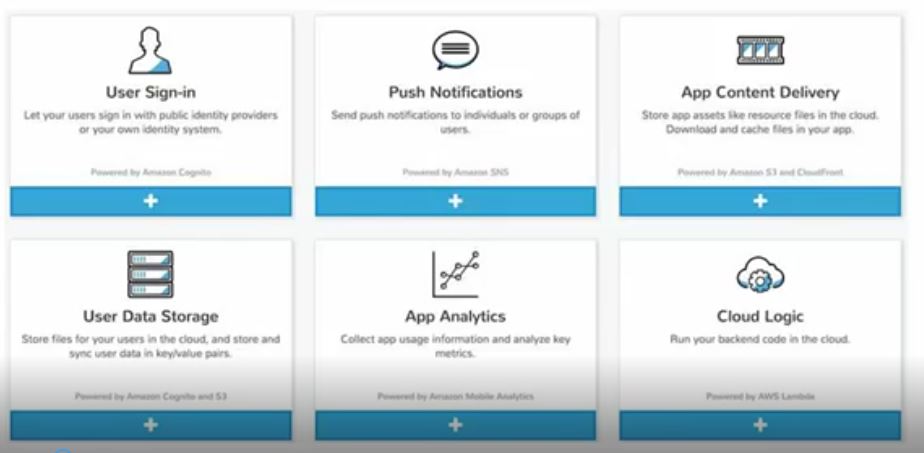 User Sign-in
Let your users sign in with public identity providers
or your own identity system.
Powered by Amazon Cognito
Push Notifications
Send push notifications to individuals or groups of
users.
Powered by Amazon SNS
App Content Delivery
Store app assets like resource files in the cloud.
Download and cache files in your app.
Powered by Amazon S3 and CloudFront
User Data Storage
Store files for your users in the cloud, and store and
sync user data in key/value pairs.
Powered by Amazon Cognito and S3
App Analytics
Collect app usage information and analyze key
metrics.
Powered by Amazon Mobile Analytics
Cloud Logic
Run your backend code in the cloud.
Powered by AWS Lambda